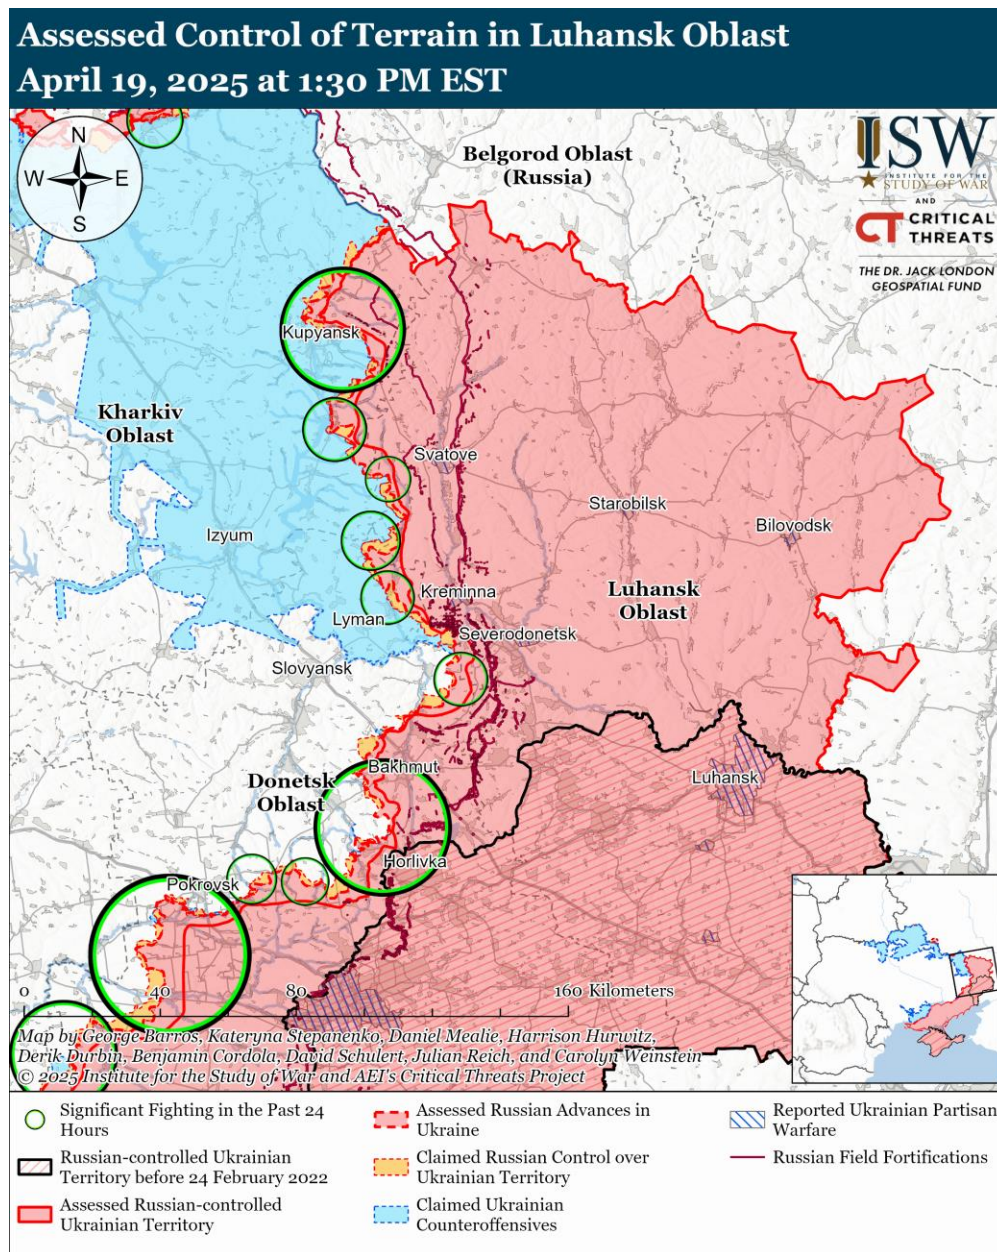 Assessed Control of Terrain in Luhansk Oblast
April 19, 2025 at 1:30 PM EST
N
W
E
S
Belgorod Oblast
(Russia)
ISW
INSTITUTE FOR THE
STUDY OF WAR
AND
CT CRITICAL
THREATS
THE DR. JACK LONDON
GEOSPATIAL FUND
Kupyansk
Kharkiv
Oblast
Svatove
Starobilsk
Bilovodsk
Izyum
Kreminna
Luhansk
Oblast
Lyman
Severodonetsk
Slovyansk
Bakhmut
Luhansk
Donetsk
Oblast
Horlivka
Pokrovsk
0
40
80
160 Kilometers
Map by George Barros, Kateryna Stepanenko, Daniel Mealie, Harrison Hurwitz,
Derik Durbin, Benjamin Cordola, David Schulert, Julian Reich, and Carolyn Weinstein
© 2025 Institute for the Study of War and AEI's Critical Threats Project
Significant Fighting in the Past 24
Hours
Russian-controlled Ukrainian
Territory before 24 February 2022
Assessed Russian-controlled
Ukrainian Territory
Assessed Russian Advances in
Ukraine
Claimed Russian Control over
Ukrainian Territory
Claimed Ukrainian
Counteroffensives
Reported Ukrainian Partisan
Warfare
Russian Field Fortifications